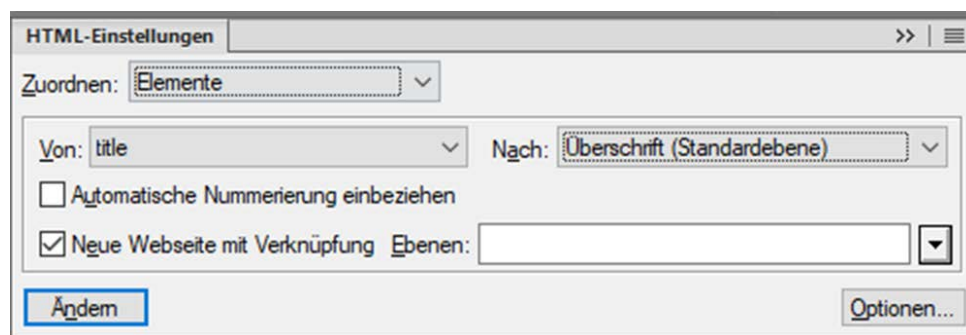 HTML-Einstellungen
Zuordnen: Elemente
Von: title Nach: Überschrift (Standardebene)
Automatische Nummerierung einbeziehen
Neue Webseite mit Verknüpfung Ebenen:
Ändern Optionen...